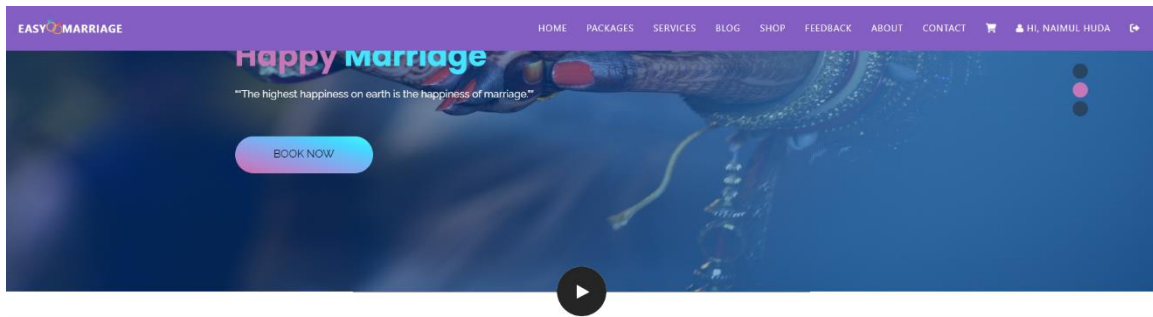 EASY MARRIAGE
HOME PACKAGES SERVICES BLOG SHOP FEEDBACK ABOUT CONTACT HI, NAIMUL HUDA
Happy Marriage
""The highest happiness on earth is the happiness of marriage.""
BOOK NOW